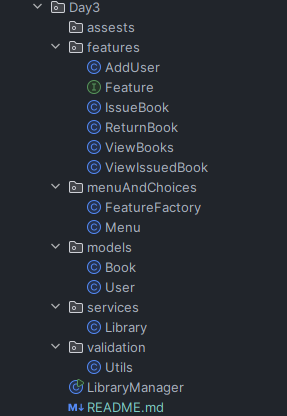 Day3
assests
features
AddUser
Feature
IssueBook
ReturnBook
ViewBooks
ViewIssuedBook
menuAndChoices
FeatureFactory
Menu
models
Book
User
services
Library
validation
Utils
LibraryManager
README.md